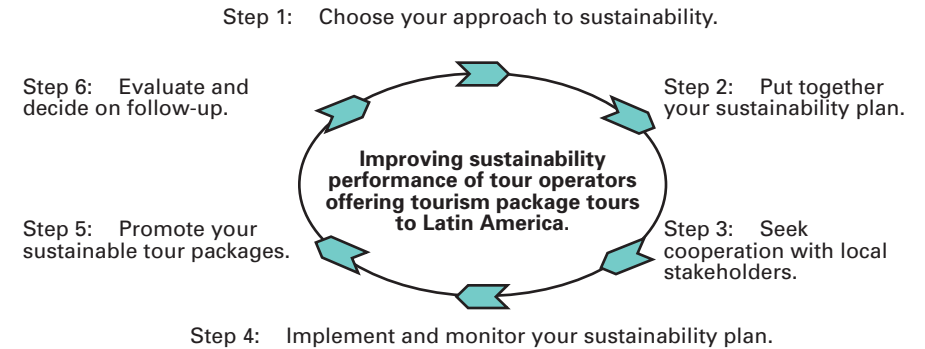 Step 1: Choose your approach to sustainability.
Step 2: Put together
your sustainability plan.
Step 3: Seek
cooperation with local
stakeholders.
Step 4: Implement and monitor your sustainability plan.
Step 5: Promote your
sustainable tour packages.
Step 6: Evaluate and
decide on follow-up.
Improving sustainability
performance of tour operators
offering tourism package tours
to Latin America.